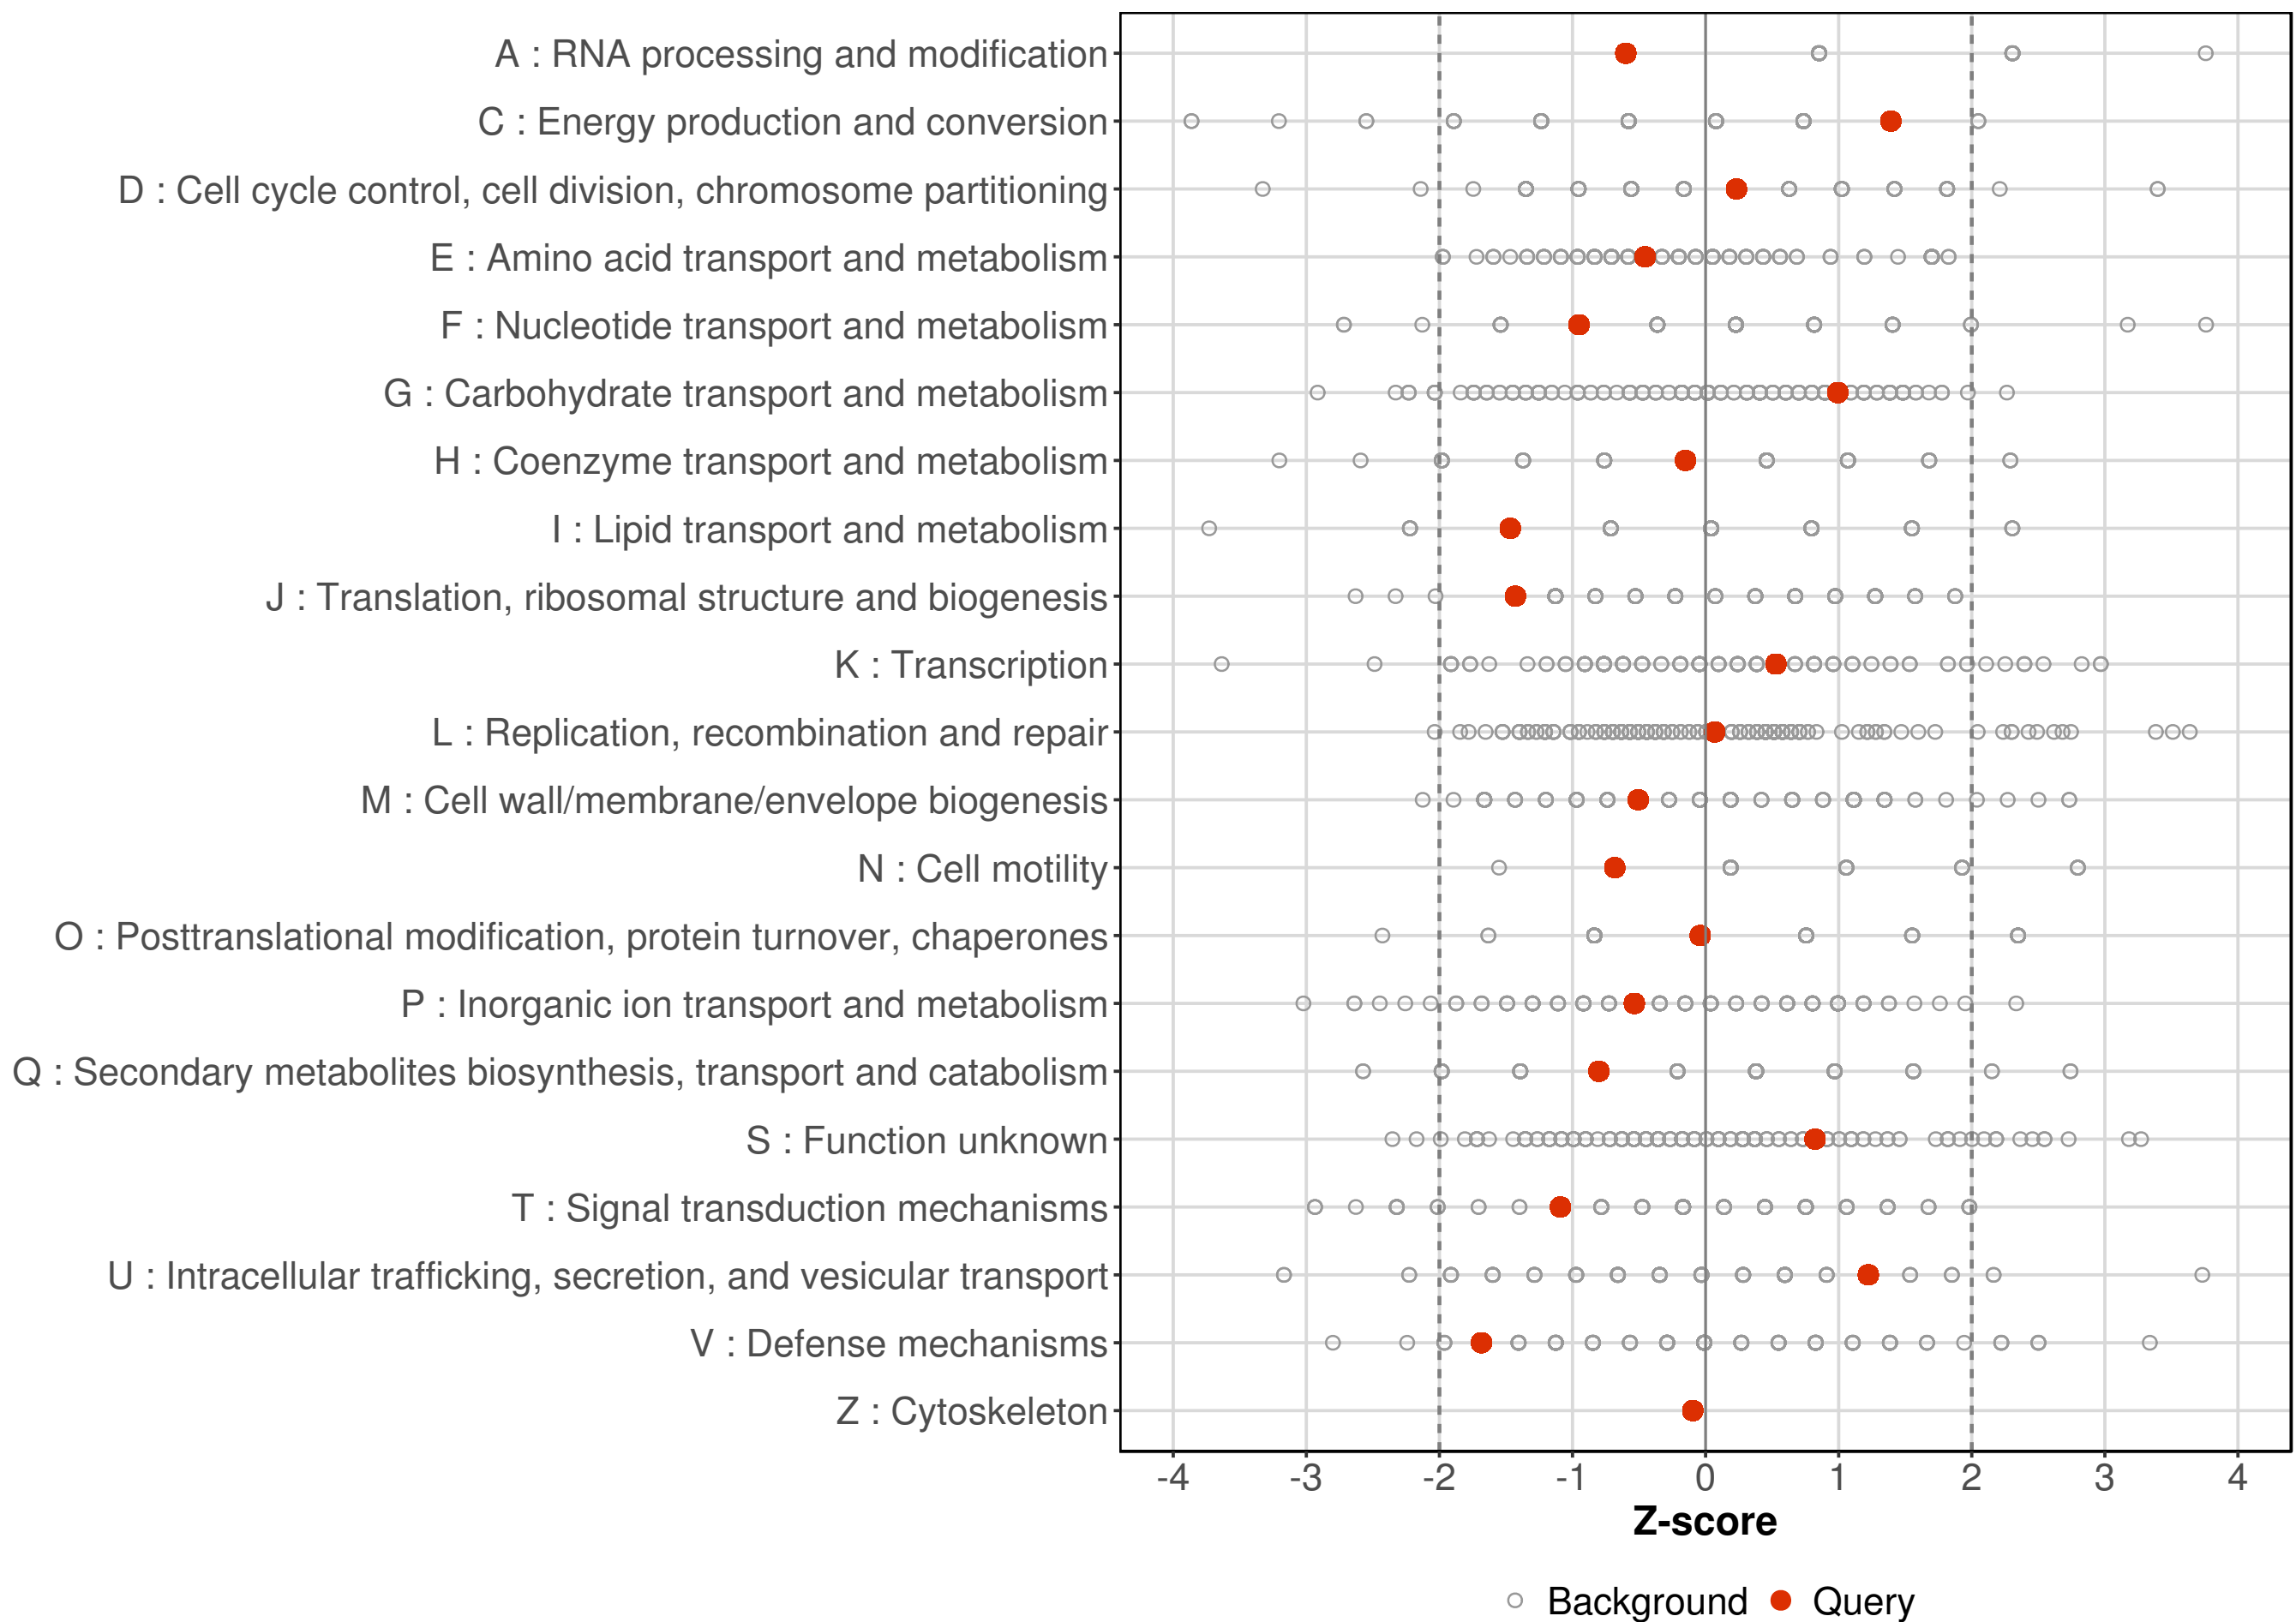 A : RNA processing and modification
C : Energy production and conversion
D : Cell cycle control, cell division, chromosome partitioning
E : Amino acid transport and metabolism
F : Nucleotide transport and metabolism
G : Carbohydrate transport and metabolism
H : Coenzyme transport and metabolism
I : Lipid transport and metabolism
J : Translation, ribosomal structure and biogenesis
K : Transcription
L : Replication, recombination and repair
M : Cell wall/membrane/envelope biogenesis
N : Cell motility
O : Posttranslational modification, protein turnover, chaperones
P : Inorganic ion transport and metabolism
Q : Secondary metabolites biosynthesis, transport and catabolism
S : Function unknown
T : Signal transduction mechanisms
U : Intracellular trafficking, secretion, and vesicular transport
V : Defense mechanisms
Z : Cytoskeleton
-4 -3 -2 -1 0 1 2 3 4
Z-score
Background Query